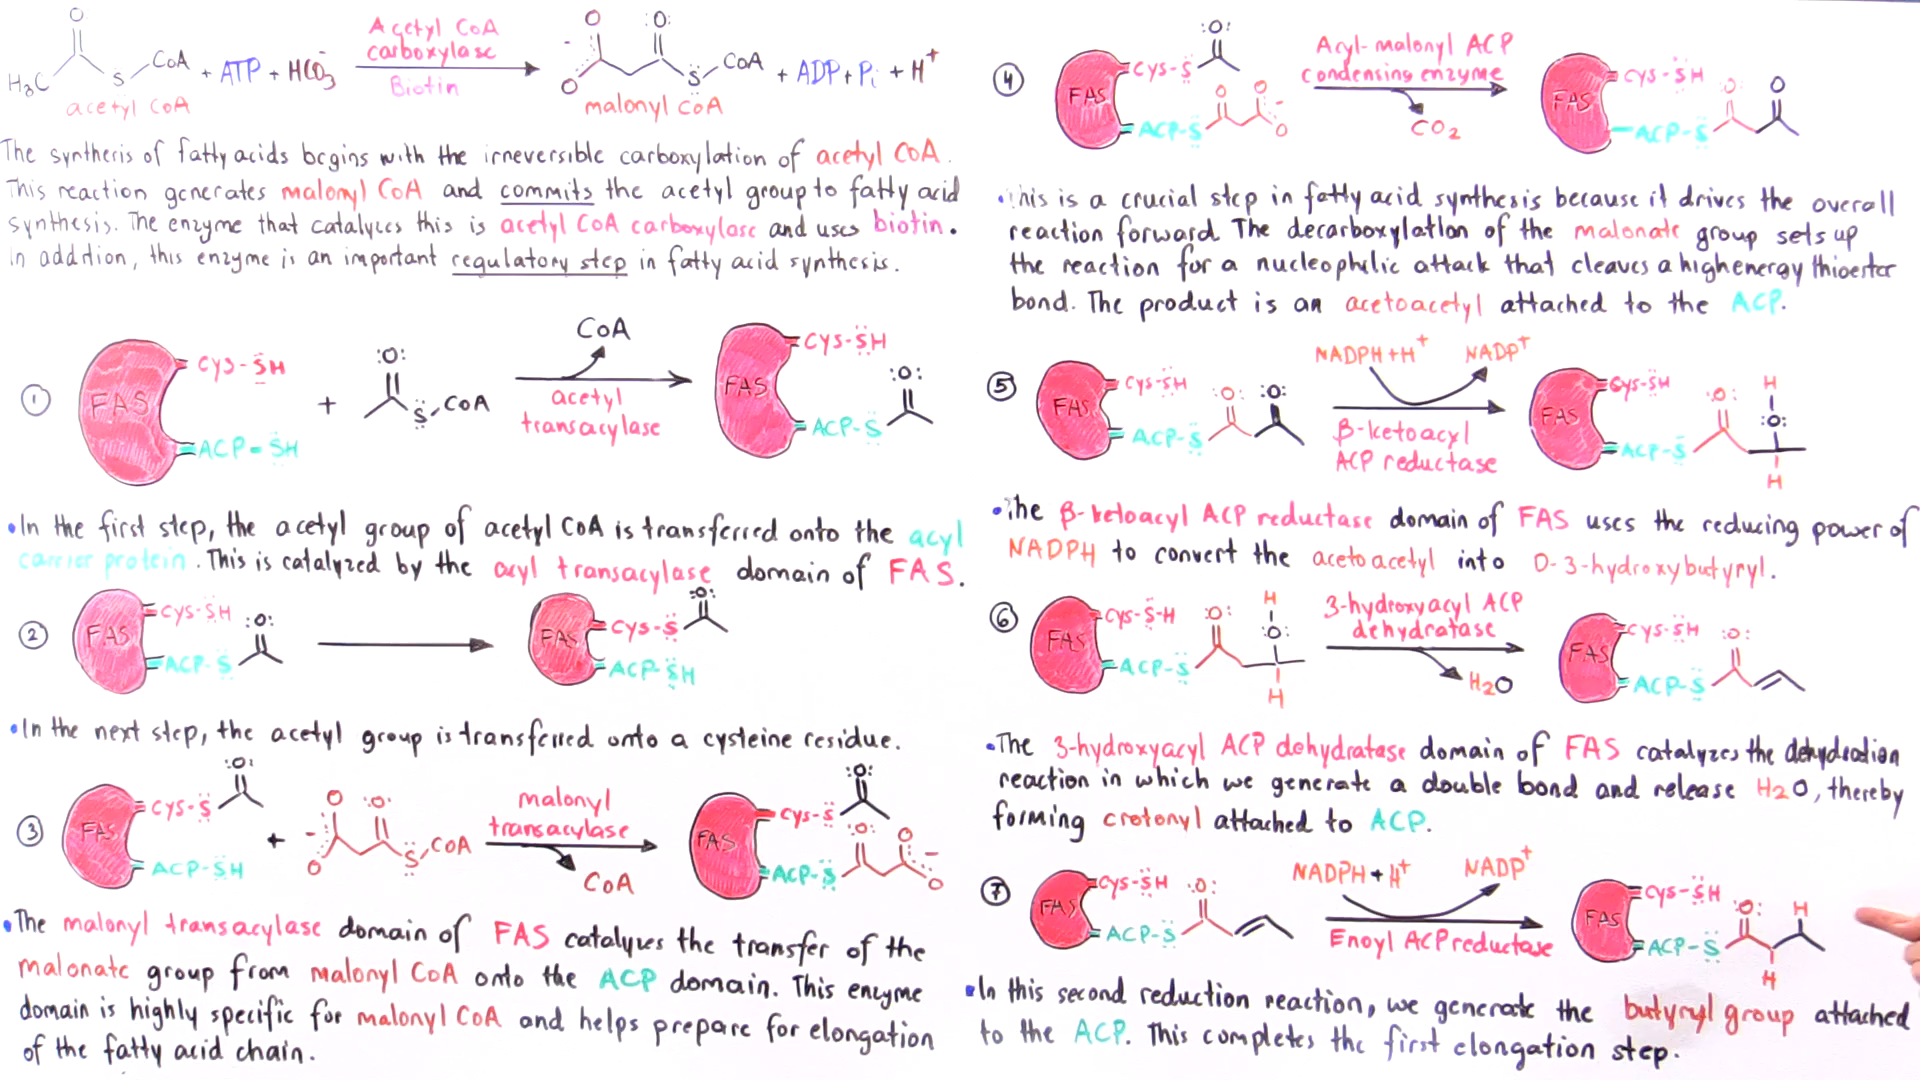 O
H3C S CoA + ATP + HCO3- Acetyl CoA carboxylase Biotin O :O: - O S CoA + ADP + Pi + H+
acetyl CoA malonyl CoA
The synthesis of fatty acids begins with the irreversible carboxylation of acetyl CoA.
This reaction generates malonyl CoA and commits the acetyl group to fatty acid
synthesis. The enzyme that catalyzes this is acetyl CoA carboxylase and uses biotin.
In addition, this enzyme is an important regulatory step in fatty acid synthesis.
① FAS CYS-SH ACP-SH + :O: S CoA CoA acetyl transacylase FAS CYS-SH ACP-S :O:
•In the first step, the acetyl group of acetyl CoA is transferred onto the acyl
carrier protein. This is catalyzed by the acyl transacylase domain of FAS.
② FAS CYS-SH ACP-S :O: FAS CYS-S :O: ACP-SH
•In the next step, the acetyl group is transferred onto a cysteine residue.
③ FAS CYS-S :O: ACP-SH + O :O: - O S CoA malonyl transacylase CoA FAS CYS-S :O: ACP-S :O: O - O
•The malonyl transacylase domain of FAS catalyzes the transfer of the
malonate group from malonyl CoA onto the ACP domain. This enzyme
domain is highly specific for malonyl CoA and helps prepare for elongation
of the fatty acid chain.
④ FAS CYS-S :O: ACP-S O O - O Acyl-malonyl ACP condensing enzyme CO2 FAS CYS-SH ACP-S O O
•This is a crucial step in fatty acid synthesis because it drives the overall
reaction forward. The decarboxylation of the malonate group sets up
the reaction for a nucleophilic attack that cleaves a high energy thioester
bond. The product is an acetoacetyl attached to the ACP.
⑤ FAS CYS-SH ACP-S :O: :O: NADPH+H+ NADP+ β-ketoacyl ACP reductase FAS CYS-SH ACP-S :O: H :O: H
•The β-ketoacyl ACP reductase domain of FAS uses the reducing power of
NADPH to convert the acetoacetyl into D-3-hydroxybutyryl.
⑥ FAS CYS-S-H ACP-S :O: H :O: H 3-hydroxyacyl ACP dehydratase H2O FAS CYS-SH ACP-S :O:
•The 3-hydroxyacyl ACP dehydratase domain of FAS catalyzes the dehydration
reaction in which we generate a double bond and release H2O, thereby
forming crotonyl attached to ACP.
⑦ FAS CYS-SH ACP-S :O: NADPH + H+ NADP+ Enoyl ACP reductase FAS CYS-SH ACP-S :O: H H
•In this second reduction reaction, we generate the butyryl group attached
to the ACP. This completes the first elongation step.